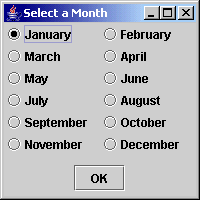 Select a Month
January February
March April
May June
July August
September October
November December
OK